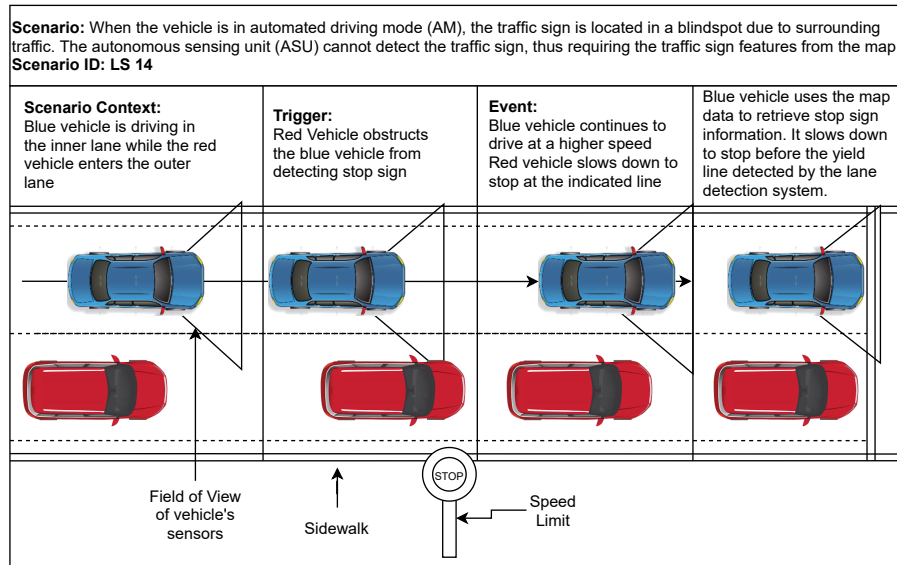 Scenario: When the vehicle is in automated driving mode (AM), the traffic sign is located in a blindspot due to surrounding
traffic. The autonomous sensing unit (ASU) cannot detect the traffic sign, thus requiring the traffic sign features from the map
Scenario ID: LS 14
Scenario Context:
Blue vehicle is driving in
the inner lane while the red
vehicle enters the outer
lane
Trigger:
Red Vehicle obstructs
the blue vehicle from
detecting stop sign
Event:
Blue vehicle continues to
drive at a higher speed
Red vehicle slows down to
stop at the indicated line
Blue vehicle uses the map
data to retrieve stop sign
information. It slows down
to stop before the yield
line detected by the lane
detection system.
Field of View
of vehicle's
sensors
Sidewalk
STOP
Speed
Limit